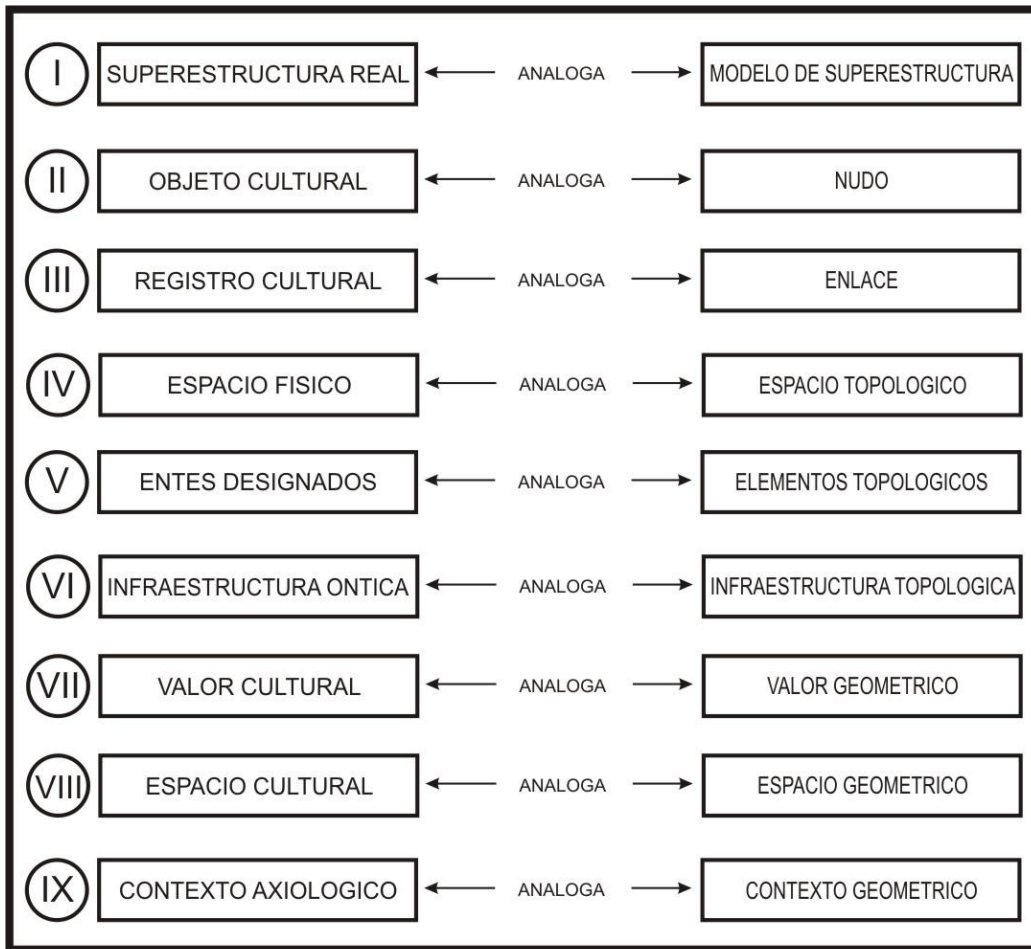 I SUPERESTRUCTURA REAL ANALOGA MODELO DE SUPERESTRUCTURA
II OBJETO CULTURAL ANALOGA NUDO
III REGISTRO CULTURAL ANALOGA ENLACE
IV ESPACIO FISICO ANALOGA ESPACIO TOPOLOGICO
V ENTES DESIGNADOS ANALOGA ELEMENTOS TOPOLOGICOS
VI INFRAESTRUCTURA ONTICA ANALOGA INFRAESTRUCTURA TOPOLOGICA
VII VALOR CULTURAL ANALOGA VALOR GEOMETRICO
VIII ESPACIO CULTURAL ANALOGA ESPACIO GEOMETRICO
IX CONTEXTO AXIOLOGICO ANALOGA CONTEXTO GEOMETRICO